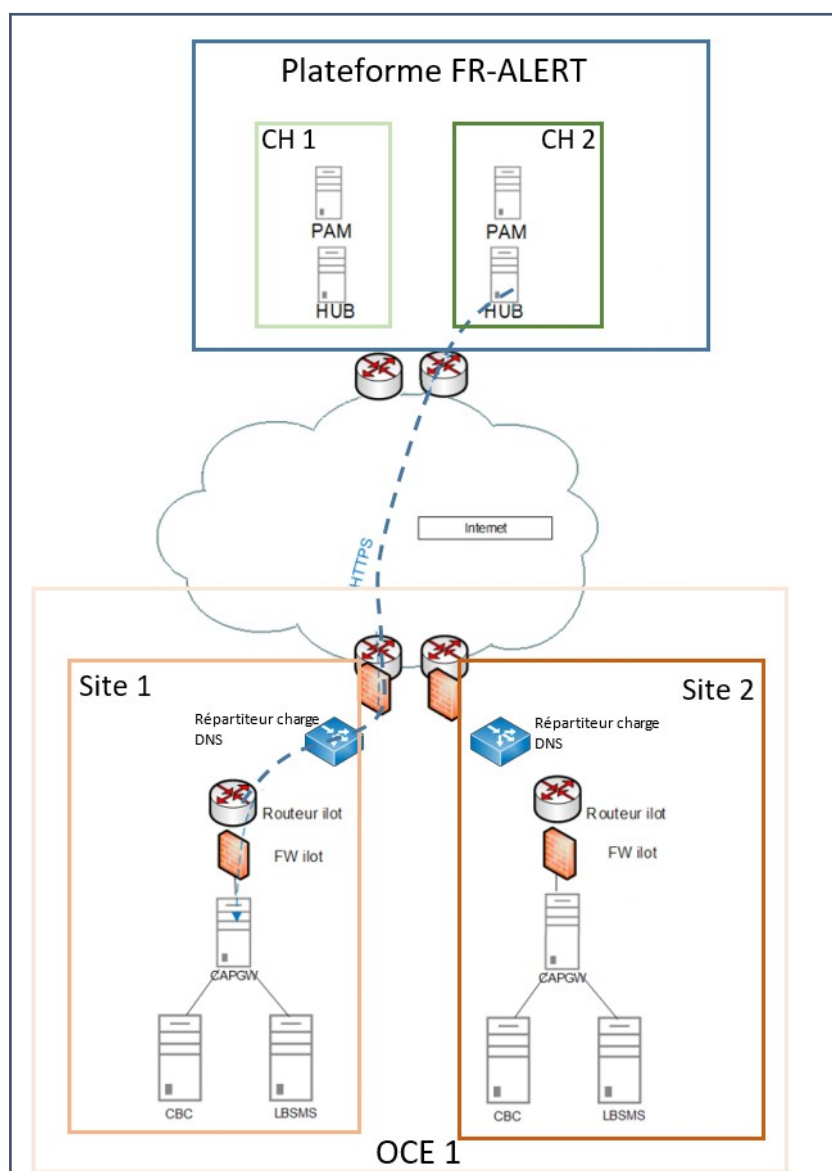 Plateforme FR-ALERT
CH 1
CH 2
PAM
PAM
HUB
HUB
Internet
HTTPS
Site 1
Site 2
Répartiteur charge
DNS
Répartiteur charge
DNS
Routeur ilot
Routeur ilot
FW ilot
FW ilot
CAPGW
CAPGW
CBC
LBSMS
CBC
LBSMS
OCE 1